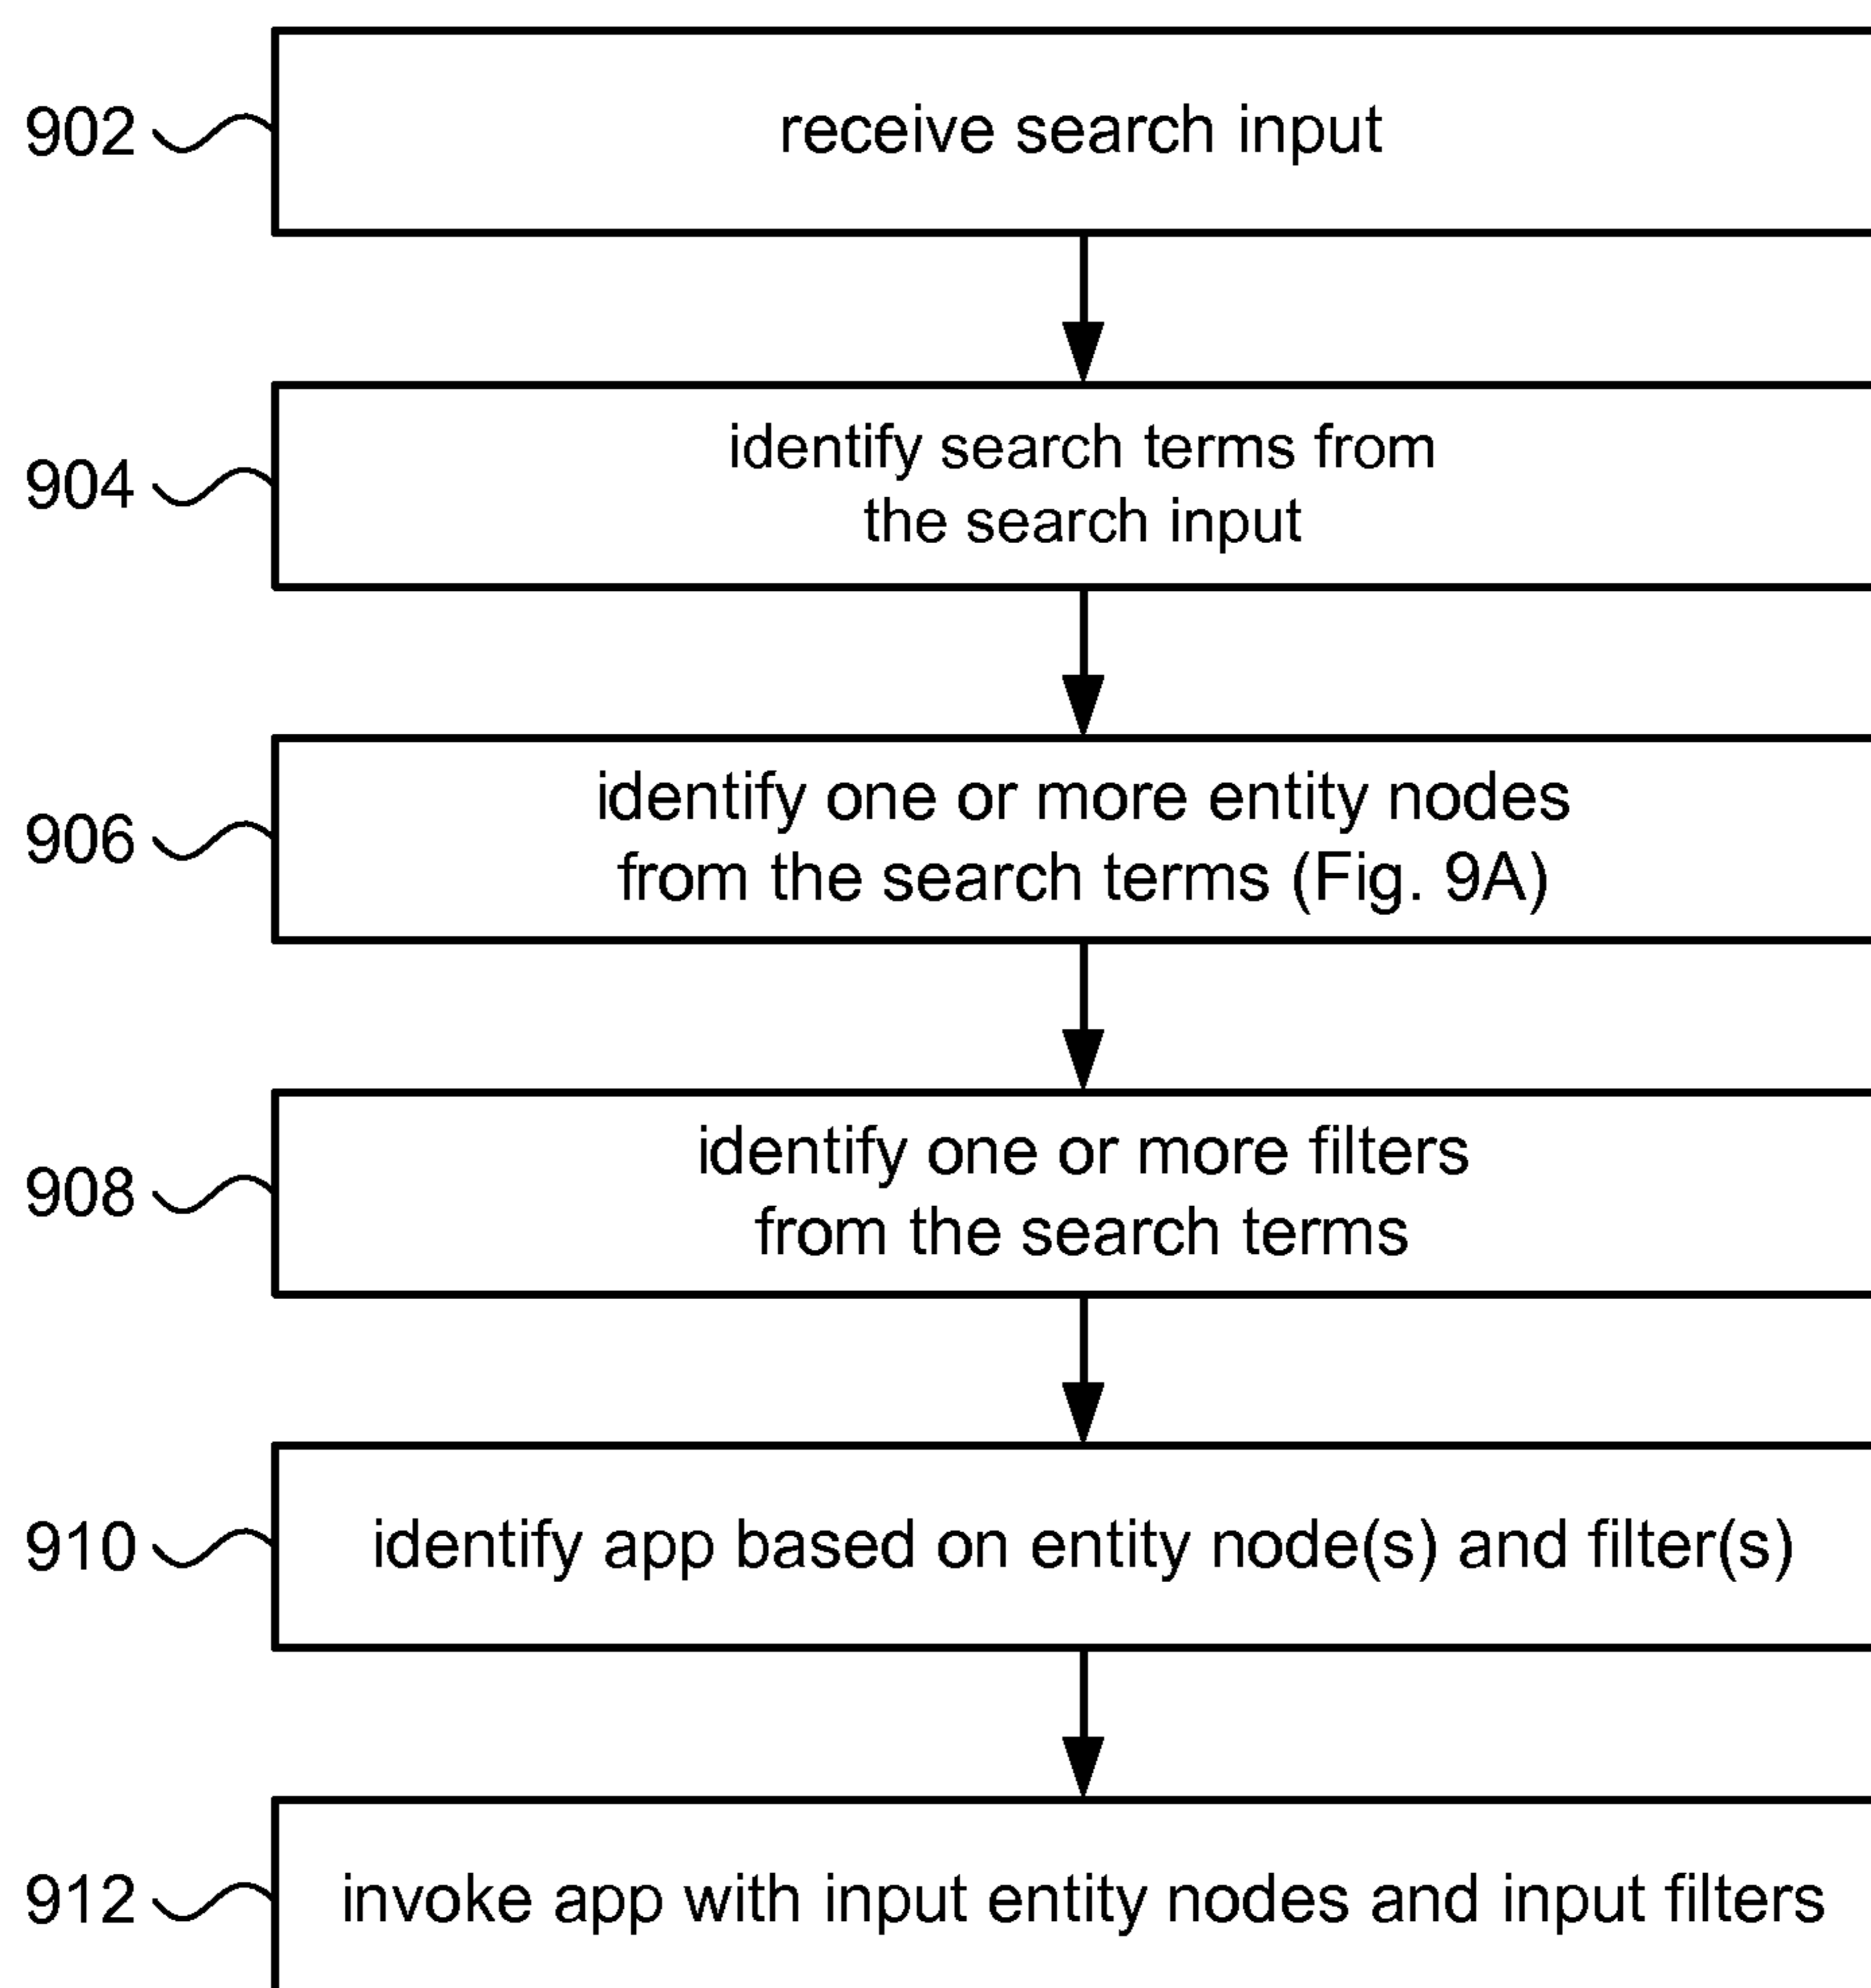 902
receive search input
904
identify search terms from
the search input
906
identify one or more entity nodes
from the search terms (Fig. 9A)
908
identify one or more filters
from the search terms
910
identify app based on entity node(s) and filter(s)
912
invoke app with input entity nodes and input filters